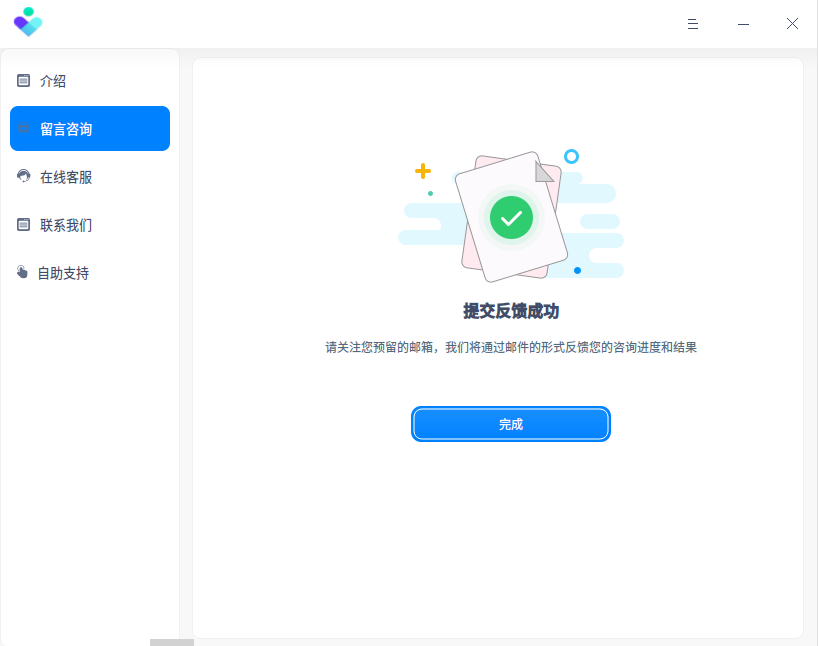 介绍
留言咨询
在线客服
联系我们
自助支持
提交反馈成功
请关注您预留的邮箱，我们将通过邮件的形式反馈您的咨询进度和结果
完成